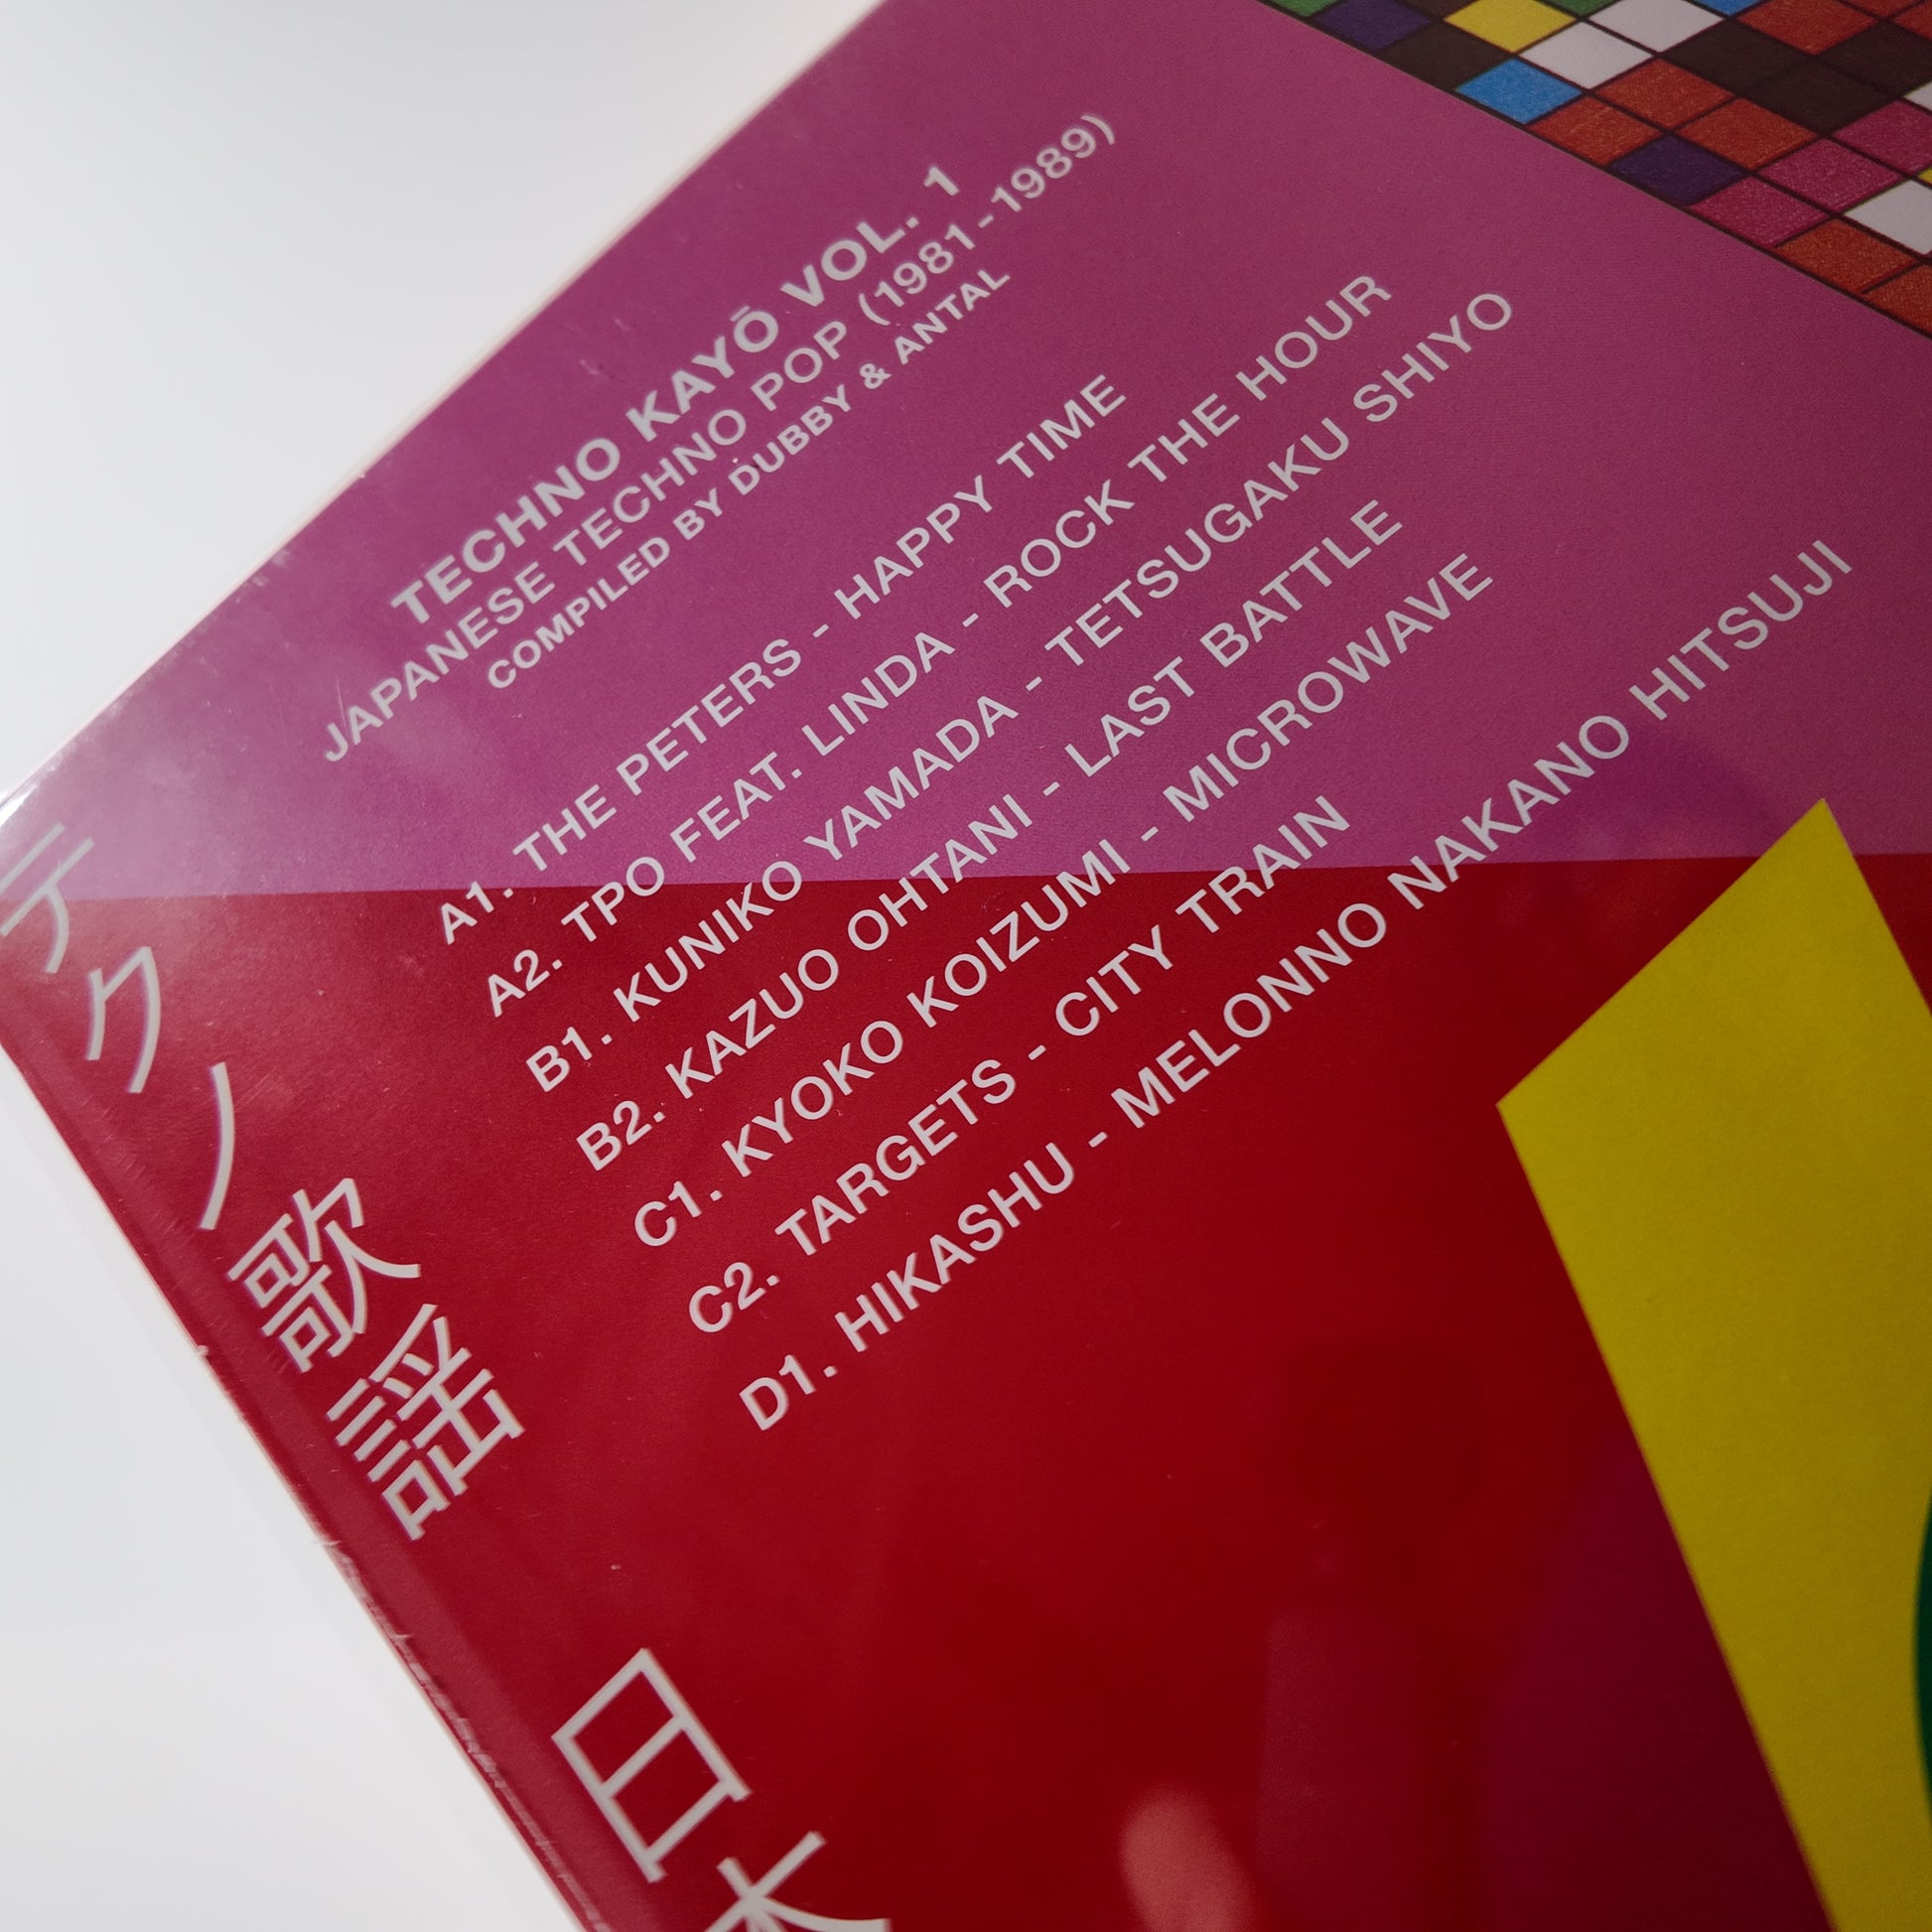 TECHNO KAYŌ VOL. 1
JAPANESE TECHNO POP (1981-1989)
COMPILED BY DUBBY & ANTAL
A1. THE PETERS - HAPPY TIME
A2. TPO FEAT. LINDA - ROCK THE HOUR
B1. KUNIKO YAMADA - TETSUGAKU SHIYO
B2. KAZUO OHTANI - LAST BATTLE
C1. KYOKO KOIZUMI - MICROWAVE
C2. TARGETS - CITY TRAIN
D1. HIKASHU - MELONNO NAKANO HITSUJI
テクノ歌謡 日